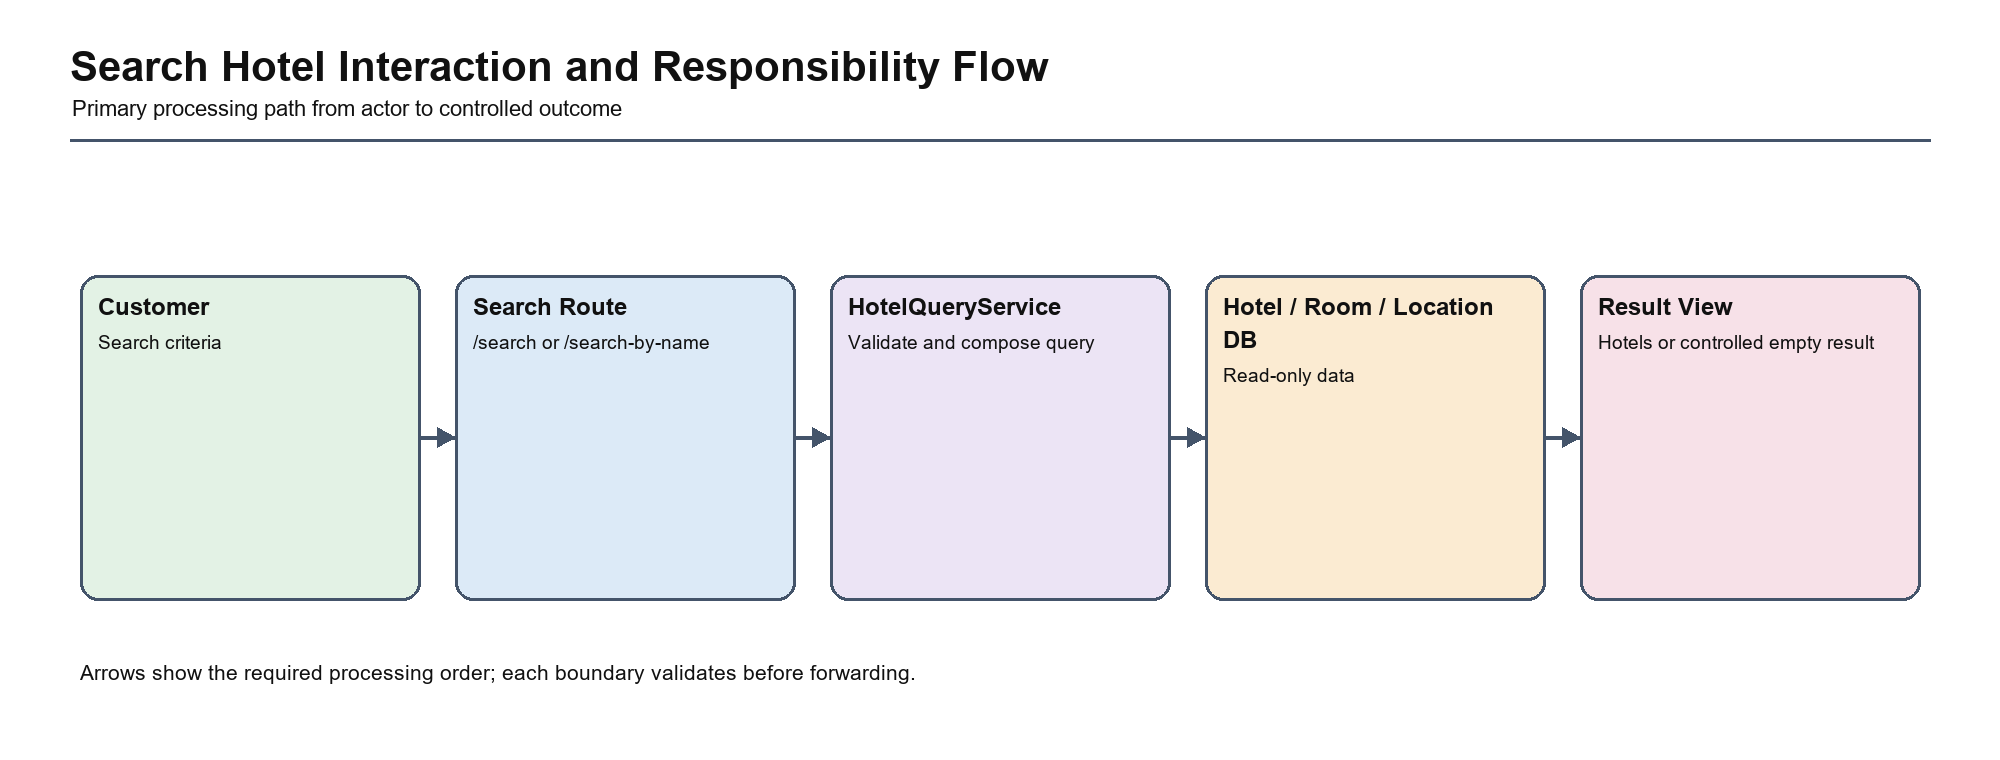 Search Hotel Interaction and Responsibility Flow
Primary processing path from actor to controlled outcome
Customer
Search criteria
Search Route
/search or /search-by-name
HotelQueryService
Validate and compose query
Hotel / Room / Location
DB
Read-only data
Result View
Hotels or controlled empty result
Arrows show the required processing order; each boundary validates before forwarding.